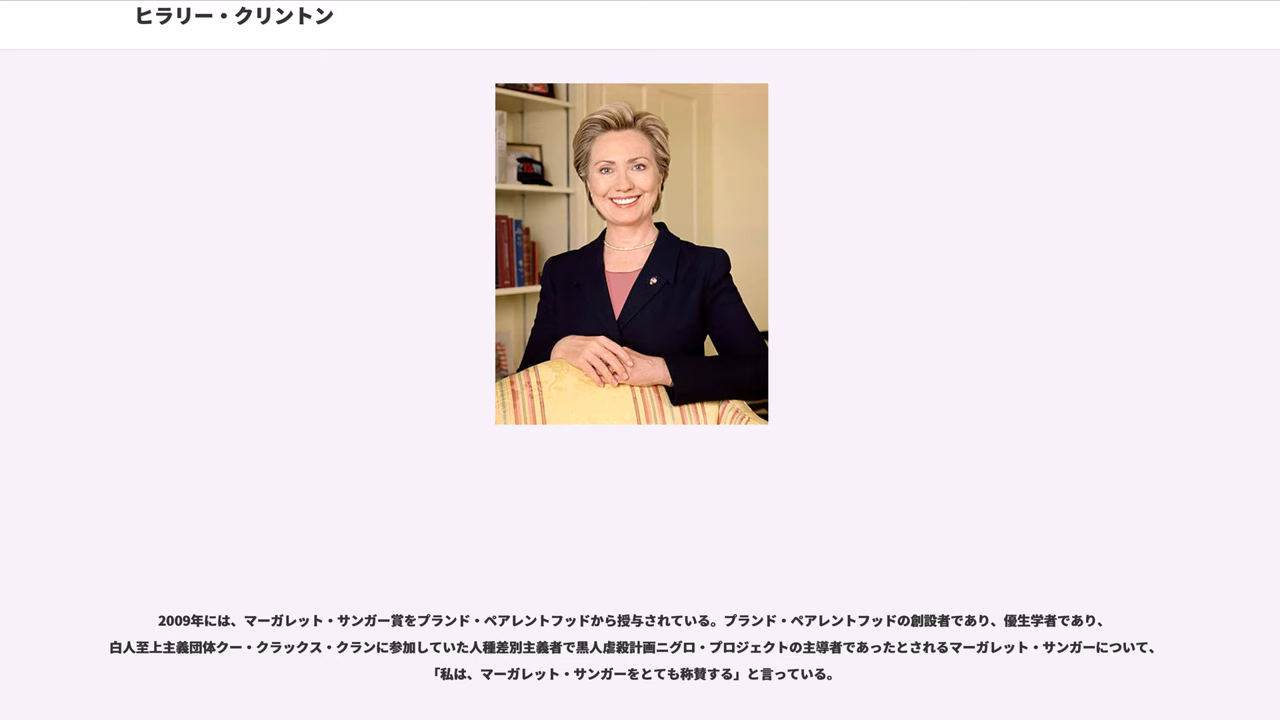 ヒラリー・クリントン
2009年には、マーガレット・サンガー賞をプランド・ペアレントフッドから授与されている。プランド・ペアレントフッドの創設者であり、優生学者であり、
白人至上主義団体クー・クラックス・クランに参加していた人種差別主義者で黒人虐殺計画ニグロ・プロジェクトの主導者であったとされるマーガレット・サンガーについて、
「私は、マーガレット・サンガーをとても称賛する」と言っている。